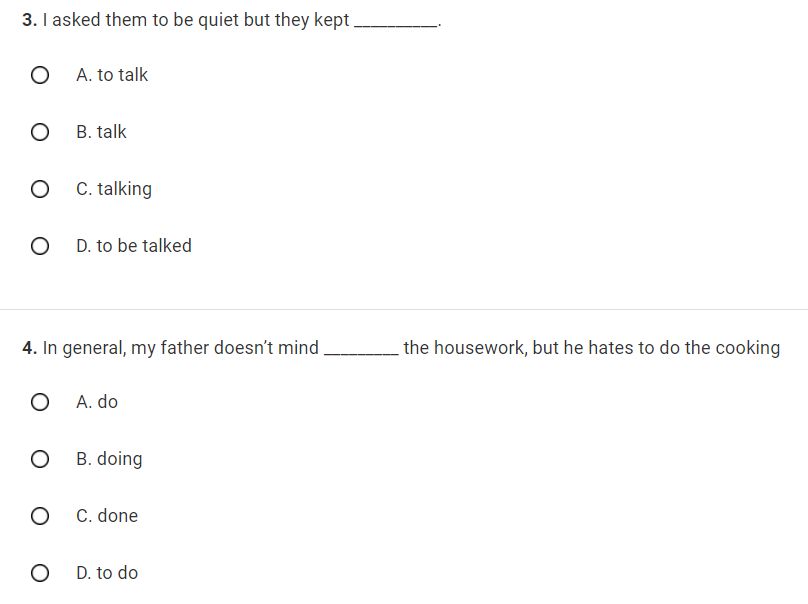 3. I asked them to be quiet but they kept __________.
A. to talk
B. talk
C. talking
D. to be talked
4. In general, my father doesn’t mind _________ the housework, but he hates to do the cooking
A. do
B. doing
C. done
D. to do